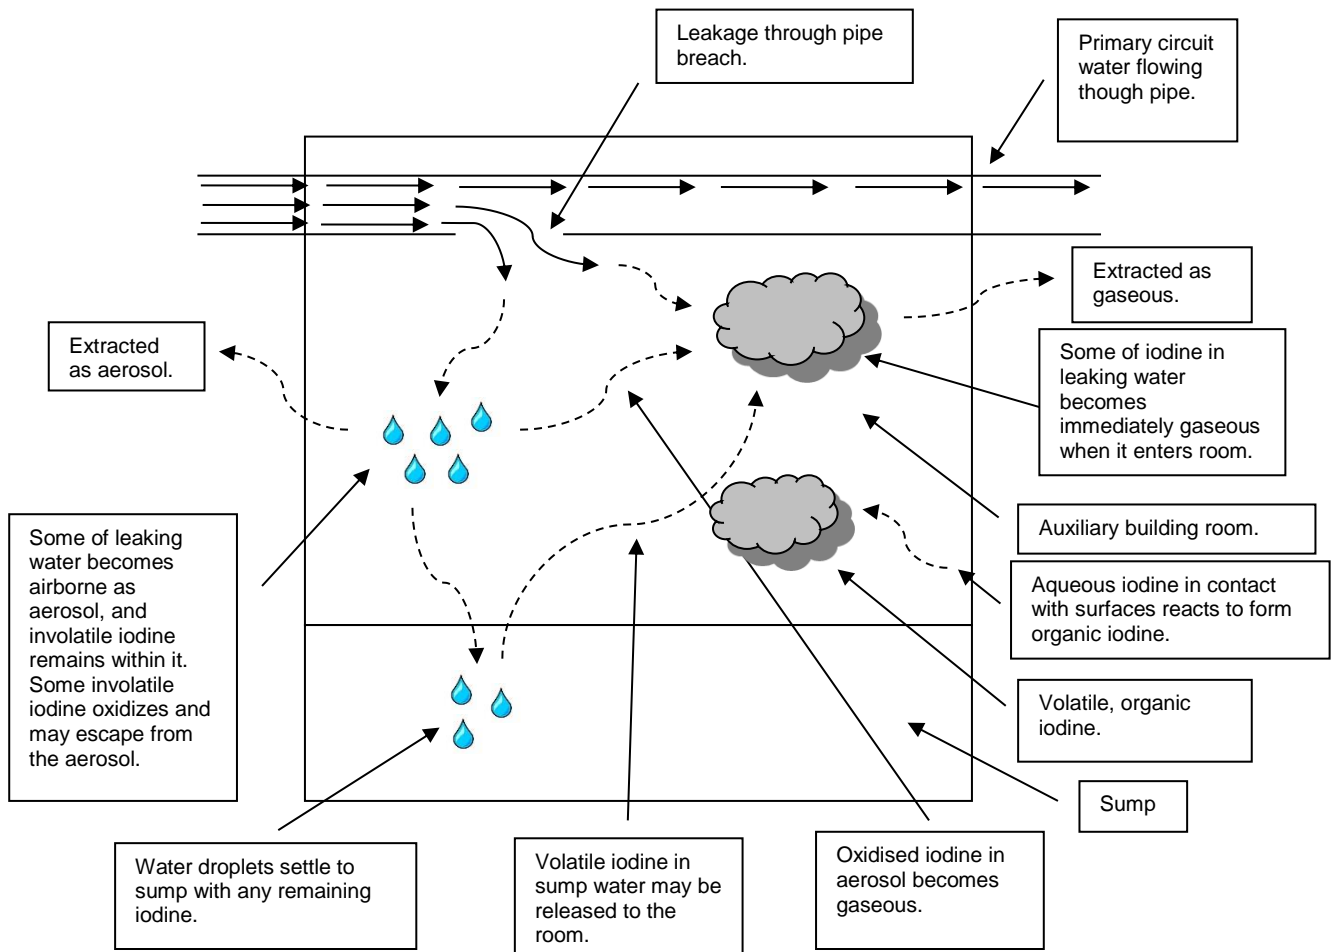 Leakage through pipe
breach.
Primary circuit
water flowing
though pipe.
Extracted as
gaseous.
Extracted
as aerosol.
Some of iodine in
leaking water
becomes
immediately gaseous
when it enters room.
Auxiliary building room.
Some of leaking
water becomes
airborne as
aerosol, and
involatile iodine
remains within it.
Some involatile
iodine oxidizes and
may escape from
the aerosol.
Aqueous iodine in contact
with surfaces reacts to form
organic iodine.
Volatile, organic
iodine.
Sump
Water droplets settle to
sump with any remaining
iodine.
Volatile iodine in
sump water may be
released to the
room.
Oxidised iodine in
aerosol becomes
gaseous.